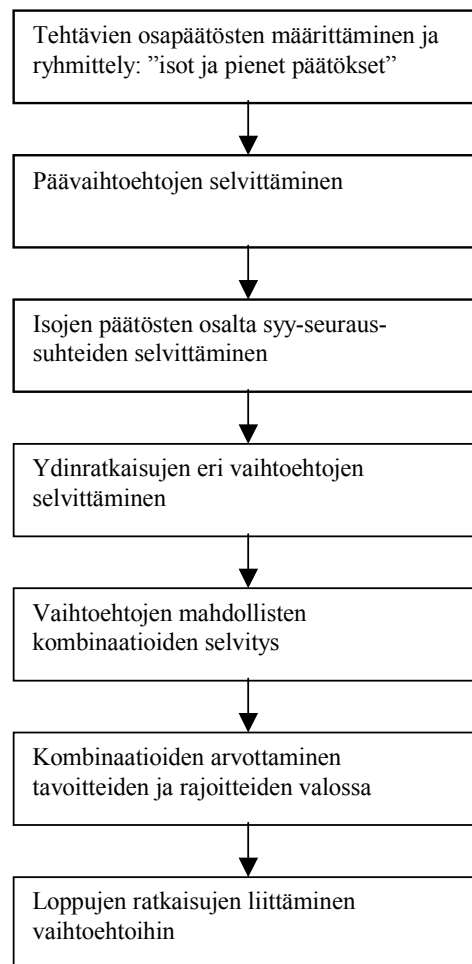 Tehtävien osapäätösten määrittäminen ja
ryhmittely: ”isot ja pienet päätökset”
Päävaihtoehtojen selvittäminen
Isojen päätösten osalta syy-seuraus-
suhteiden selvittäminen
Ydinratkaisujen eri vaihtoehtojen
selvittäminen
Vaihtoehtojen mahdollisten
kombinaatioiden selvitys
Kombinaatioiden arvottaminen
tavoitteiden ja rajoitteiden valossa
Loppujen ratkaisujen liittäminen
vaihtoehtoihin